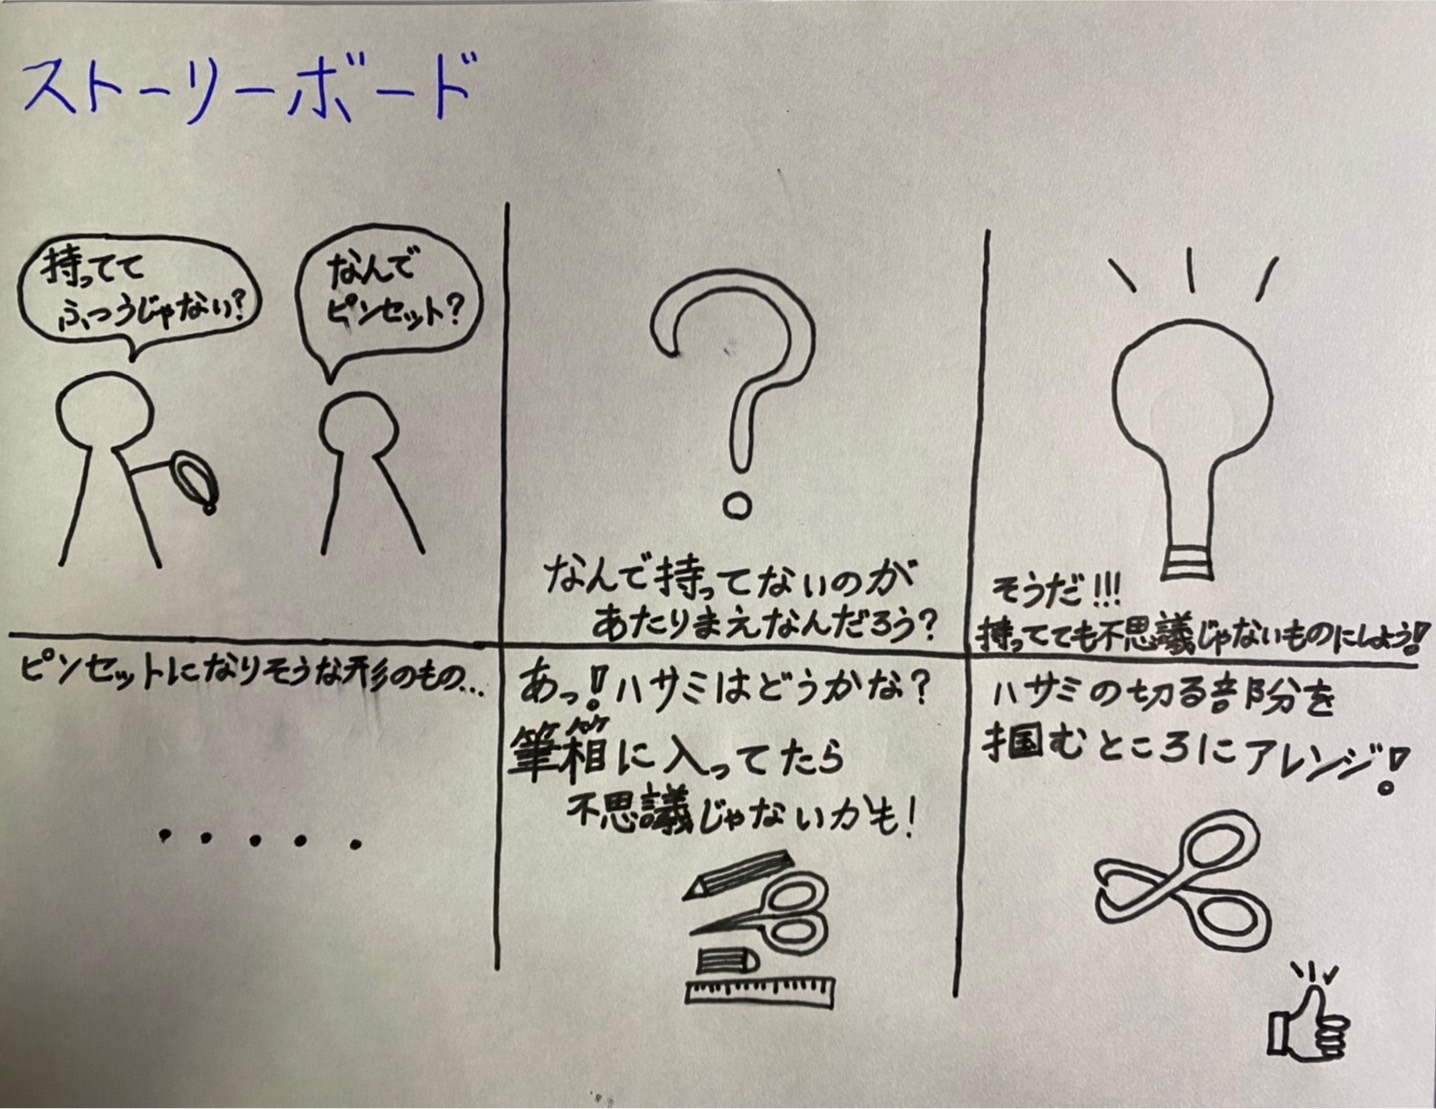 ストーリーボード
持ってて
ふつうじゃない?
なんで
ピンセット?
なんで持ってないのが
あたりまえなんだろう?
そうだ!!!
持ってても不思議じゃないものにしよう!
ピンセットになりそうな形のもの...
・・・・・
あっ!ハサミはどうかな?
筆箱に入ってたら
不思議じゃないかも!
ハサミの切る部分を
掴むところにアレンジ!